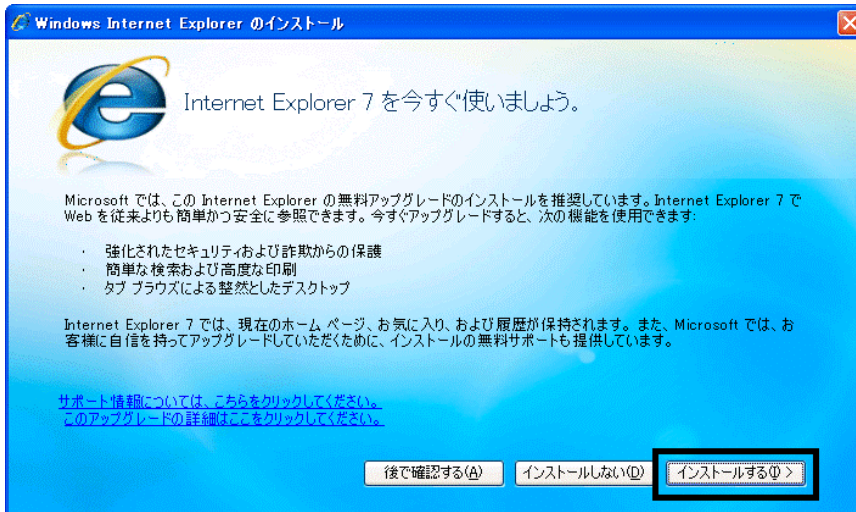 Windows Internet Explorer のインストール
Internet Explorer 7 を今すぐ使いましょう。
Microsoft では、この Internet Explorer の無料アップグレードのインストールを推奨しています。Internet Explorer 7 で
Web を従来よりも簡単かつ安全に参照できます。今すぐアップグレードすると、次の機能を使用できます:
・ 強化されたセキュリティおよび詐欺からの保護
・ 簡単な検索および高度な印刷
・ タブ ブラウズによる整然としたデスクトップ
Internet Explorer 7 では、現在のホーム ページ、お気に入り、および履歴が保持されます。また、Microsoft では、お
客様に自信を持ってアップグレードしていただくために、インストールの無料サポートも提供しています。
サポート情報については、こちらをクリックしてください。
このアップグレードの詳細はここをクリックしてください。
後で確認する(A) インストールしない(D) インストールする(I) >